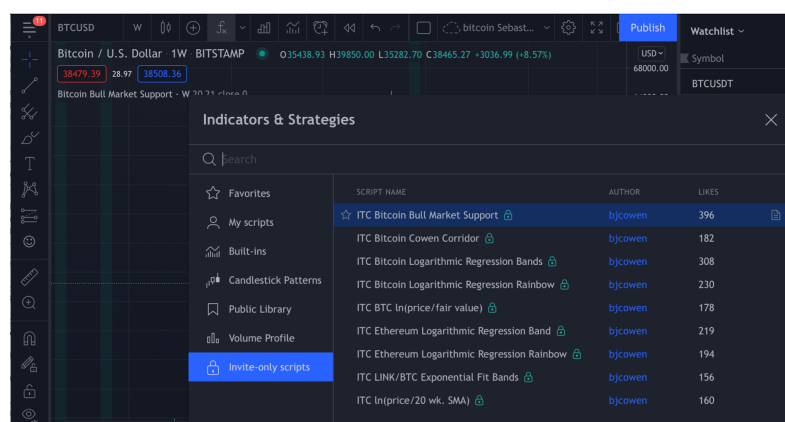 11
BTCUSD W bitcoin Sebast... Publish Watchlist
Bitcoin / U.S. Dollar · 1W · BITSTAMP O35438.93 H39850.00 L35282.70 C38465.27 +3036.99 (+8.57%) USD
Symbol
38479.39 28.97 38508.36 68000.00
BTCUSDT
Bitcoin Bull Market Support · W 20 21 close 0
Indicators & Strategies
Search
Favorites SCRIPT NAME AUTHOR LIKES
My scripts ITC Bitcoin Bull Market Support bjcowen 396
ITC Bitcoin Cowen Corridor bjcowen 182
Built-ins ITC Bitcoin Logarithmic Regression Bands bjcowen 308
Candlestick Patterns ITC Bitcoin Logarithmic Regression Rainbow bjcowen 230
Public Library ITC BTC ln(price/fair value) bjcowen 178
Volume Profile ITC Ethereum Logarithmic Regression Band bjcowen 219
Invite-only scripts ITC Ethereum Logarithmic Regression Rainbow bjcowen 194
ITC LINK/BTC Exponential Fit Bands bjcowen 156
ITC ln(price/20 wk. SMA) bjcowen 160